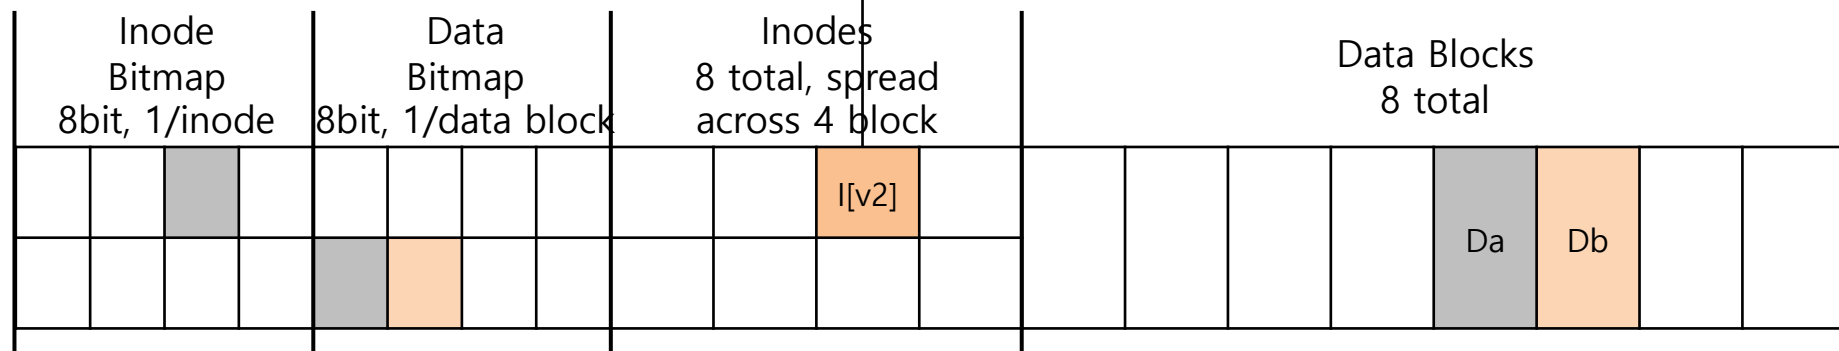 Inode
Bitmap
8bit, 1/inode
Data
Bitmap
8bit, 1/data block
Inodes
8 total, spread
across 4 block
Data Blocks
8 total
I[v2]
Da
Db